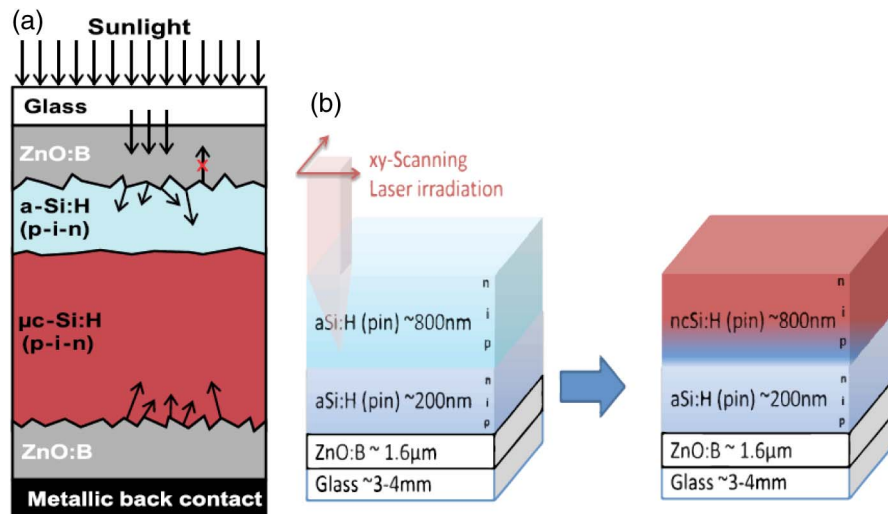 (a)
Sunlight
Glass
ZnO:B
a-Si:H
(p-i-n)
µc-Si:H
(p-i-n)
ZnO:B
Metallic back contact
(b)
xy-Scanning
Laser irradiation
n
aSi:H (pin) ~800nm
i
p
n
aSi:H (pin) ~200nm
i
p
ZnO:B ~ 1.6µm
Glass ~3-4mm
n
ncSi:H (pin) ~800nm
i
p
n
aSi:H (pin) ~200nm
i
p
ZnO:B ~ 1.6µm
Glass ~3-4mm